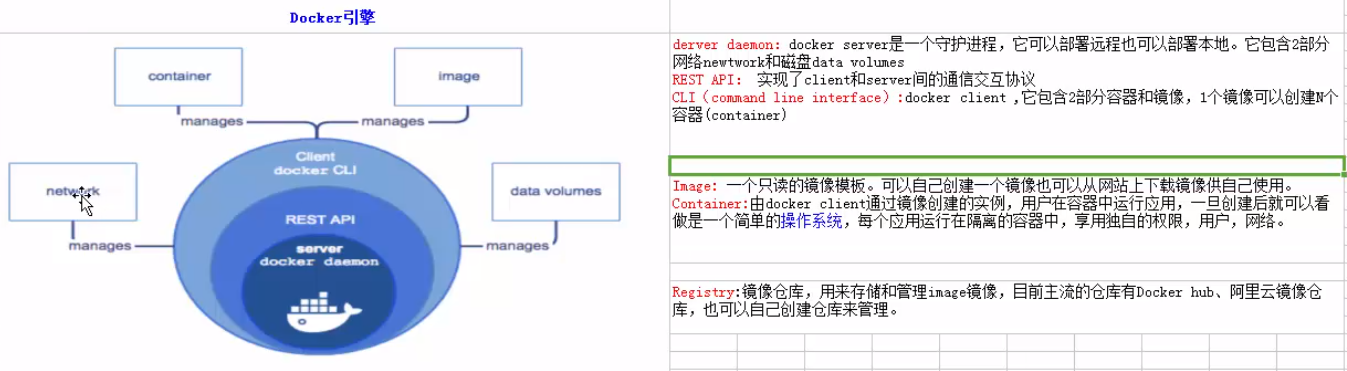 Docker引擎
container
image
manages
manages
Client
docker CLI
network
data volumes
REST API
manages
manages
server
docker daemon
derver daemon: docker server是一个守护进程，它可以部署远程也可以部署本地。它包含2部分
网络newtwork和磁盘data volumes
REST API: 实现了client和server间的通信交互协议
CLI（command line interface）:docker client ,它包含2部分容器和镜像，1个镜像可以创建N个
容器(container)
Image: 一个只读的镜像模板。可以自己创建一个镜像也可以从网站上下载镜像供自己使用。
Container:由docker client通过镜像创建的实例，用户在容器中运行应用，一旦创建后就可以看
做是一个简单的操作系统，每个应用运行在隔离的容器中，享用独自的权限，用户，网络。
Registry:镜像仓库，用来存储和管理image镜像，目前主流的仓库有Docker hub、阿里云镜像仓
库，也可以自己创建仓库来管理。